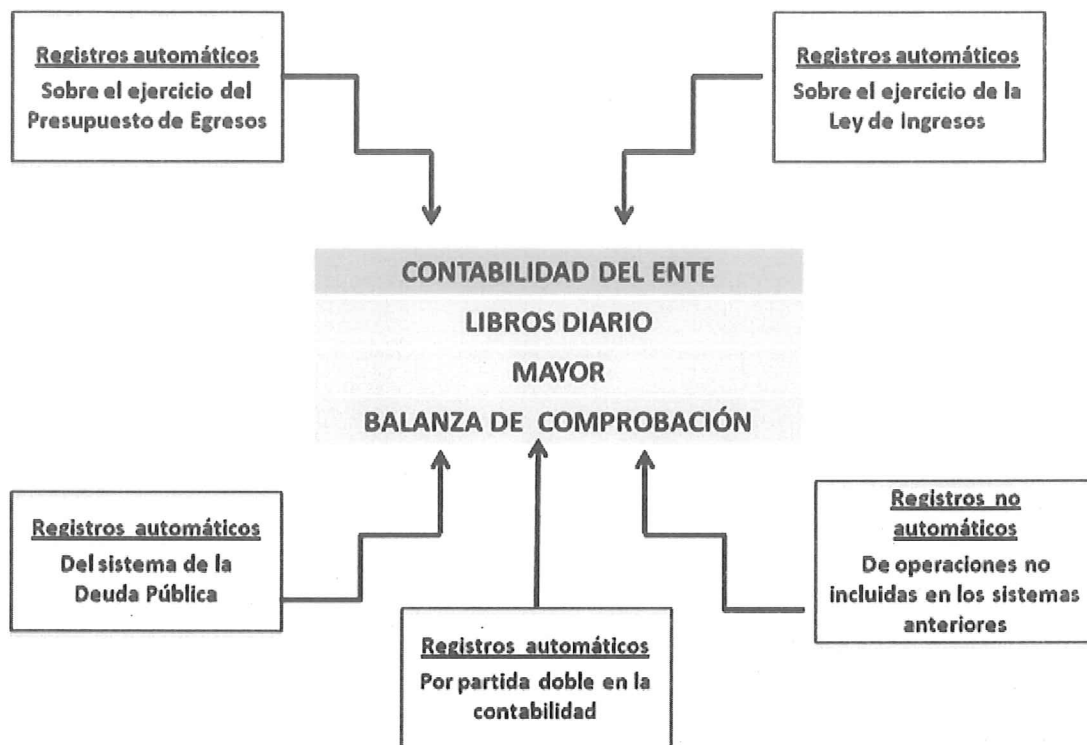 Registros automáticos
Sobre el ejercicio del
Presupuesto de Egresos
Registros automáticos
Sobre el ejercicio de la
Ley de Ingresos
CONTABILIDAD DEL ENTE
LIBROS DIARIO
MAYOR
BALANZA DE COMPROBACIÓN
Registros automáticos
Del sistema de la
Deuda Pública
Registros automáticos
Por partida doble en la
contabilidad
Registros no
automáticos
De operaciones no
incluidas en los sistemas
anteriores